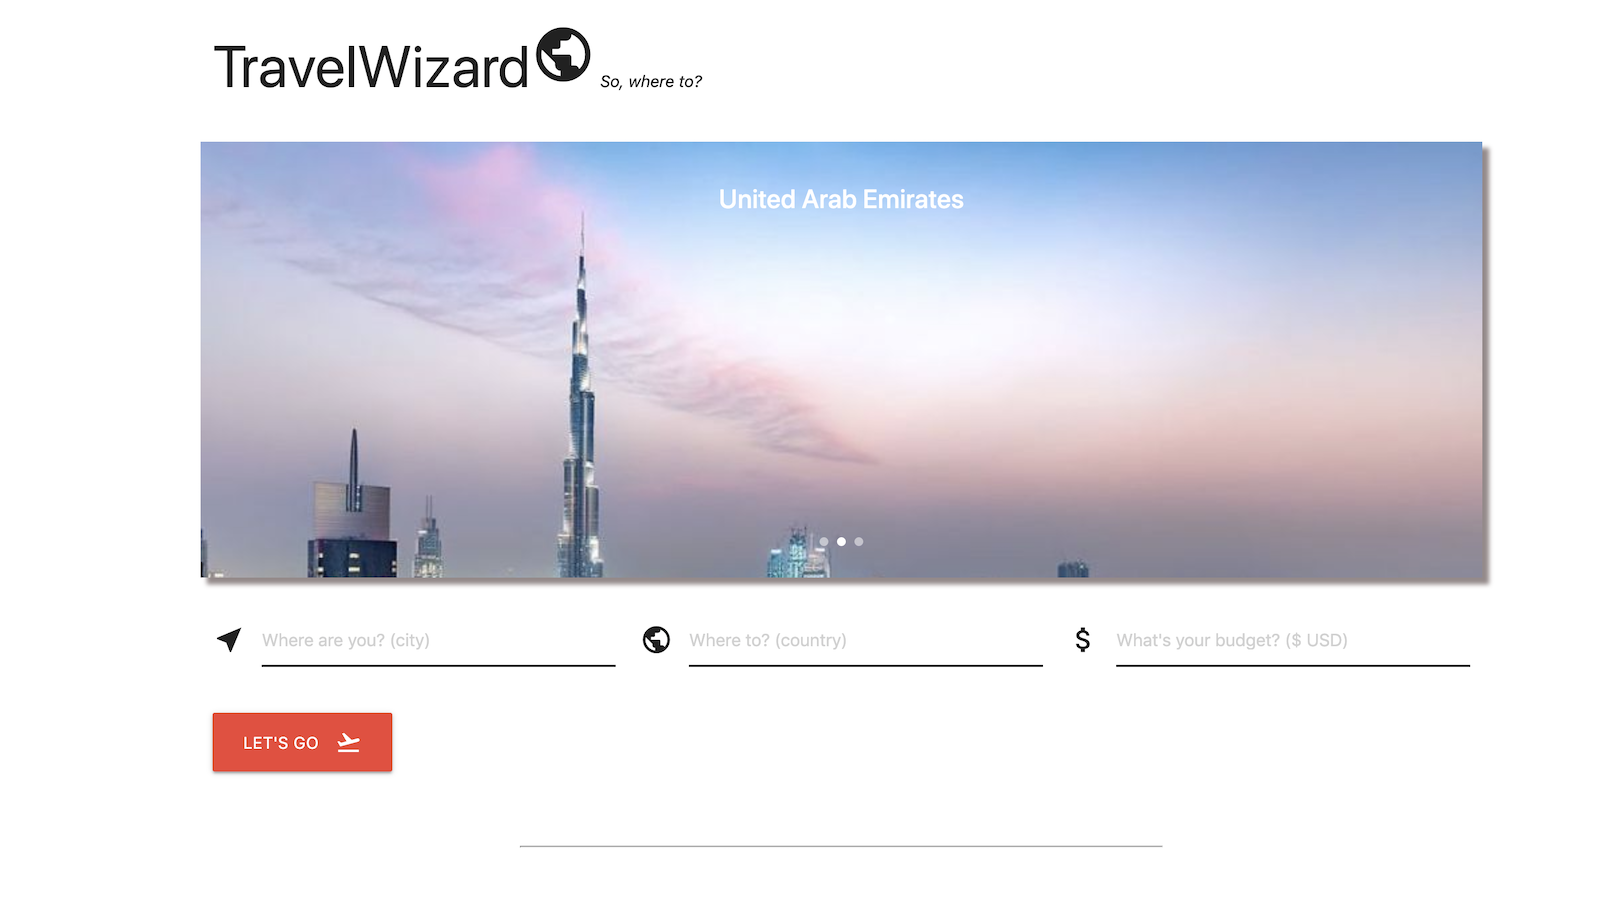 TravelWizard
So, where to?
United Arab Emirates
Where are you? (city)
Where to? (country)
$
What's your budget? ($ USD)
LET'S GO